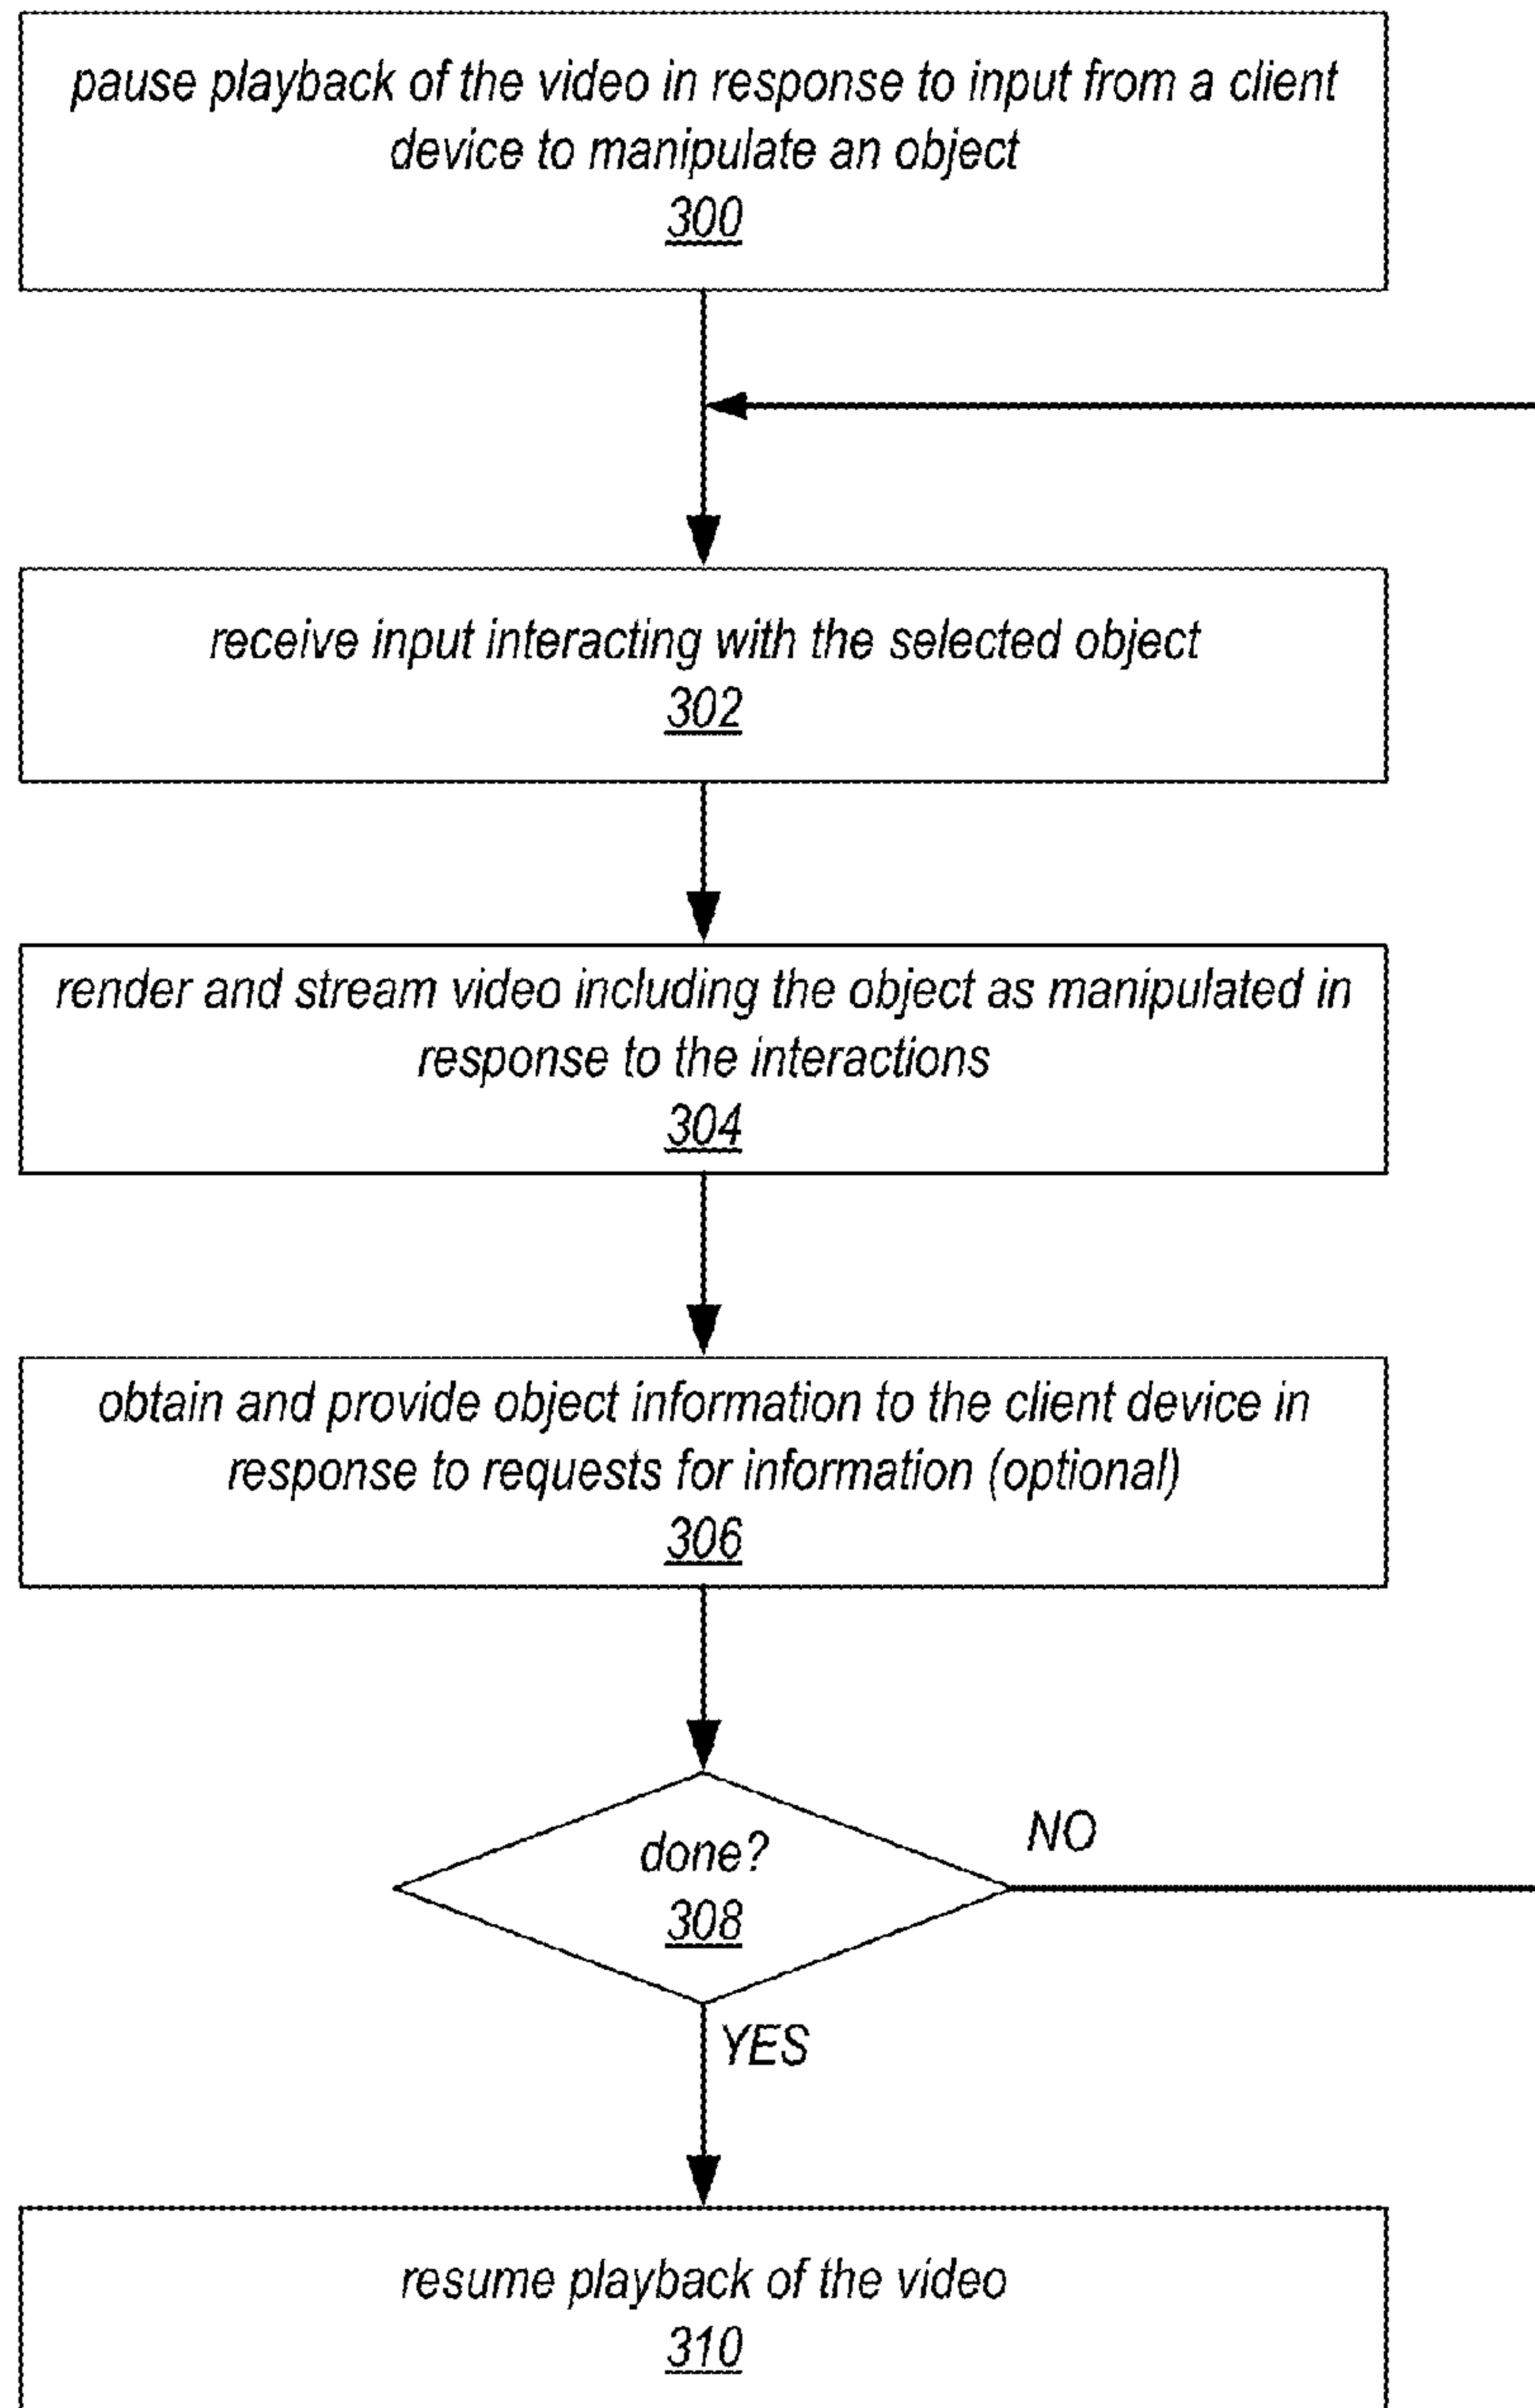 pause playback of the video in response to input from a client
device to manipulate an object
300
receive input interacting with the selected object
302
render and stream video including the object as manipulated in
response to the interactions
304
obtain and provide object information to the client device in
response to requests for information (optional)
306
done?
308
NO
YES
resume playback of the video
310